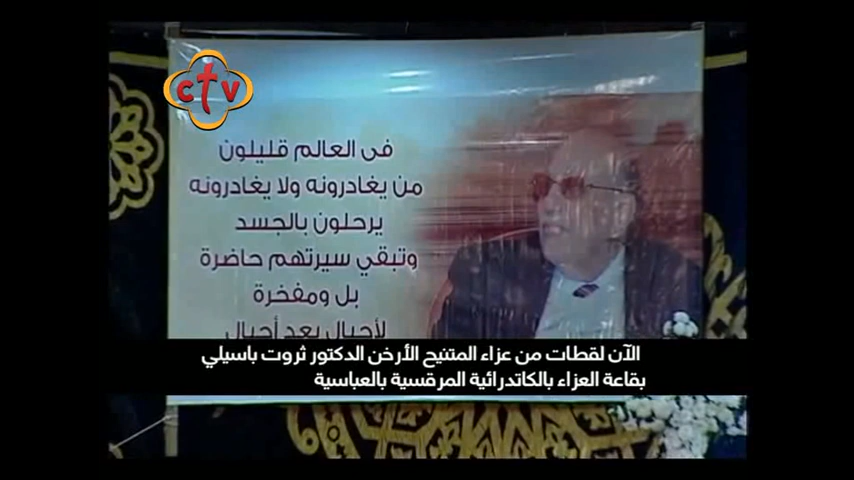 ctv
في العالم قليلون
من يغادرونه ولا يغادرونه
يرحلون بالجسد
وتبقي سيرتهم حاضرة
بل ومفخرة
لأجيال بعد أجيال
الآن لقطات من عزاء المتنيح الأرخن الدكتور ثروت باسيلي
بقاعة العزاء بالكاتدرائية المرقسية بالعباسية